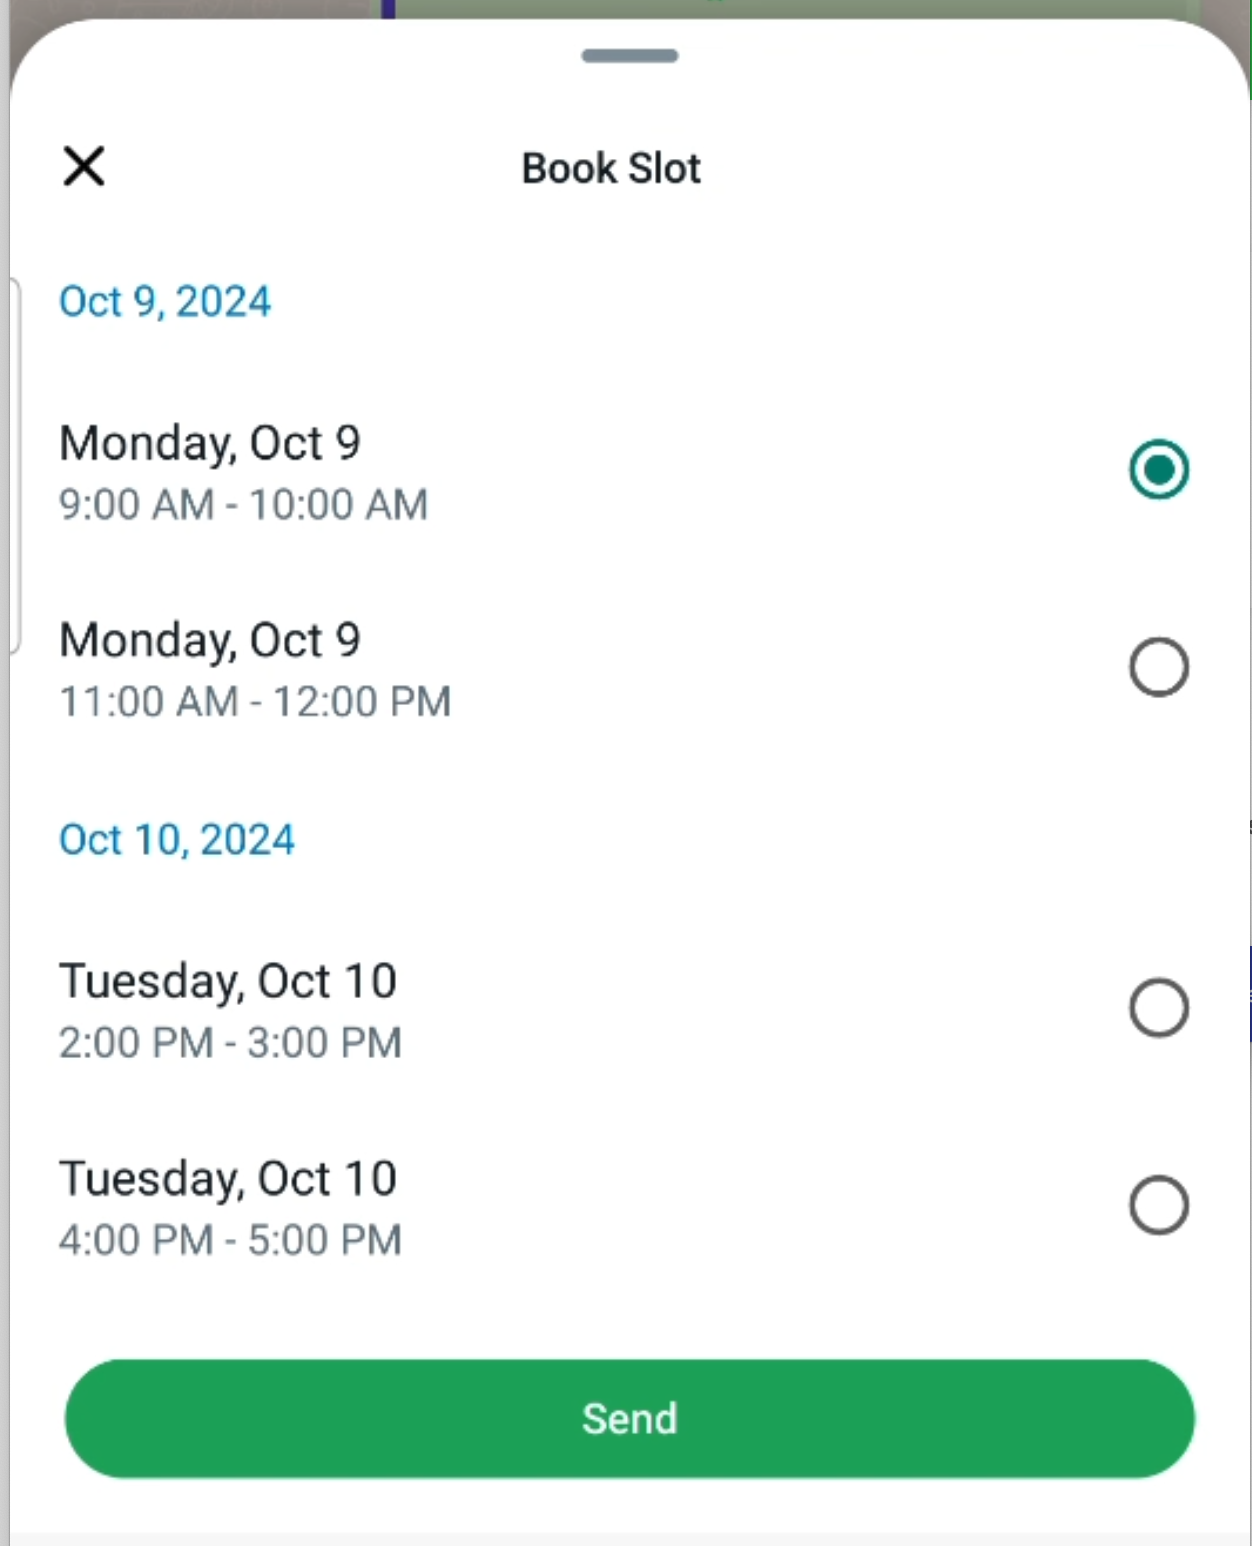 Book Slot
Oct 9, 2024
Monday, Oct 9
9:00 AM - 10:00 AM
Monday, Oct 9
11:00 AM - 12:00 PM
Oct 10, 2024
Tuesday, Oct 10
2:00 PM - 3:00 PM
Tuesday, Oct 10
4:00 PM - 5:00 PM
Send